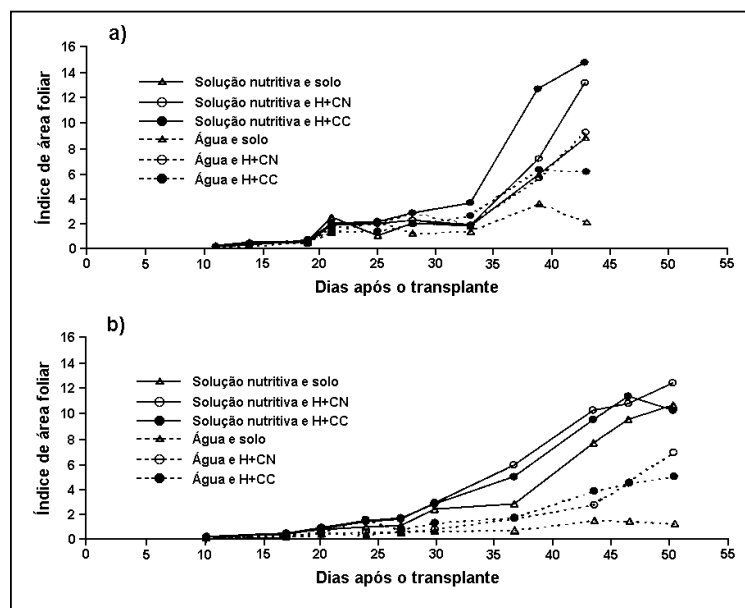 a)
16
14
12
10
8
6
4
2
0
Índice de área foliar
Solução nutritiva e solo
Solução nutritiva e H+CN
Solução nutritiva e H+CC
Água e solo
Água e H+CN
Água e H+CC
0 5 10 15 20 25 30 35 40 45 50 55
Dias após o transplante
b)
16
14
12
10
8
6
4
2
0
Índice de área foliar
Solução nutritiva e solo
Solução nutritiva e H+CN
Solução nutritiva e H+CC
Água e solo
Água e H+CN
Água e H+CC
0 5 10 15 20 25 30 35 40 45 50 55
Dias após o transplante